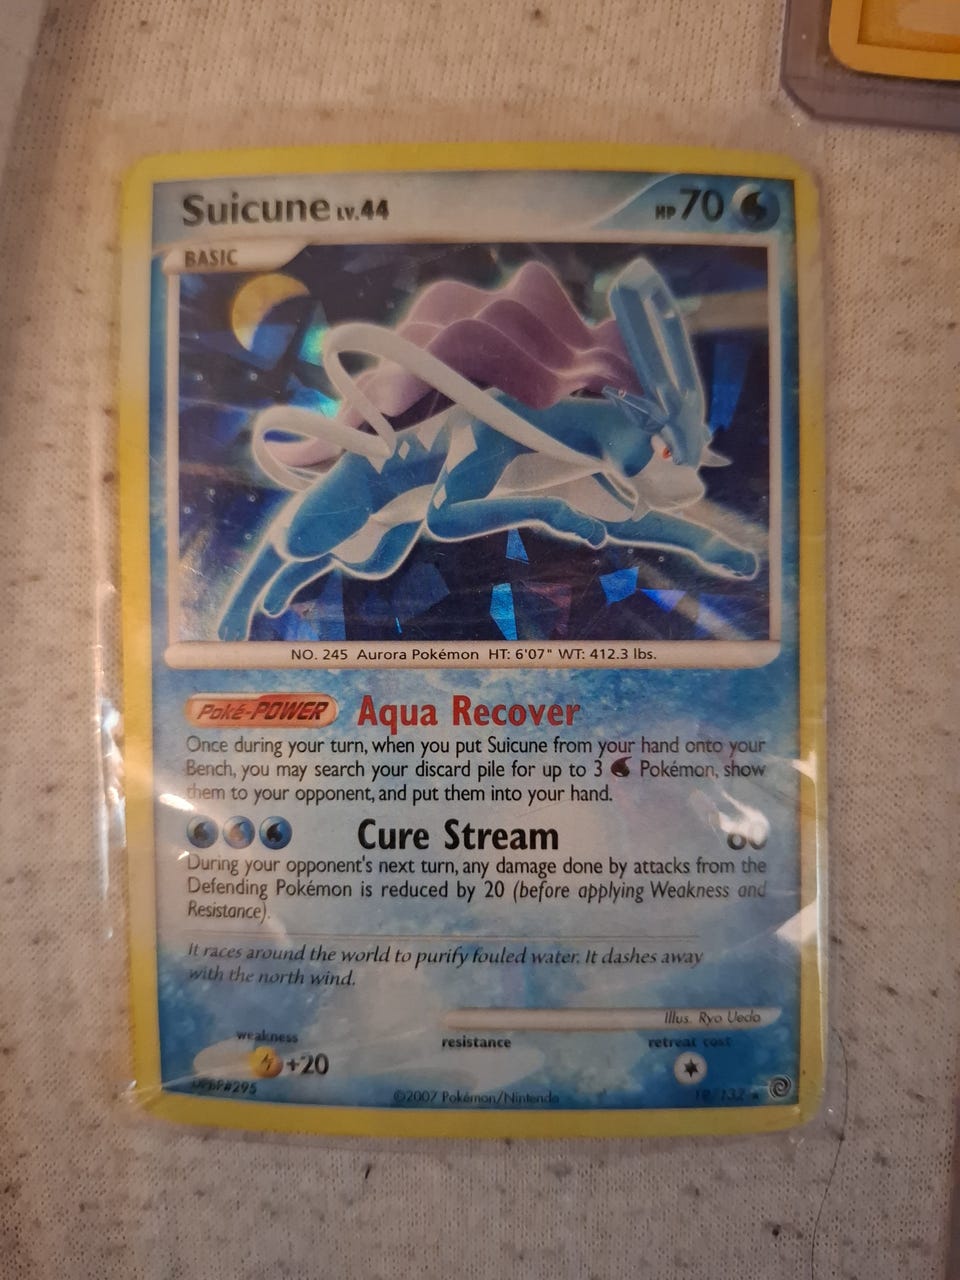 Suicune LV.44
HP 70
BASIC
NO. 245 Aurora Pokémon HT: 6'07" WT: 412.3 lbs.
Poké-POWER Aqua Recover
Once during your turn, when you put Suicune from your hand onto your
Bench, you may search your discard pile for up to 3 Pokémon, show
them to your opponent, and put them into your hand.
Cure Stream 60
During your opponent's next turn, any damage done by attacks from the
Defending Pokémon is reduced by 20 (before applying Weakness and
Resistance).
It races around the world to purify fouled water. It dashes away
with the north wind.
Illus. Ryo Ueda
weakness
resistance
retreat cost
+20
DPBP#295
©2007 Pokémon/Nintendo